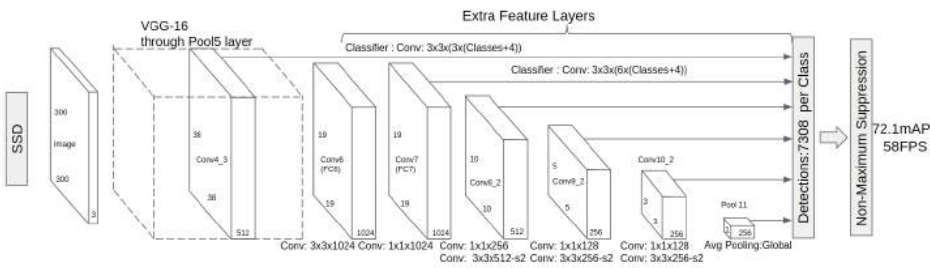 Extra Feature Layers
VGG-16
through Pool5 layer
Classifier : Conv: 3x3x(3x(Classes+4))
Classifier : Conv: 3x3x(6x(Classes+4))
SSD
300
Image
300
3
38
Conv4_3
38
512
19
Conv6
(FC6)
19
1024
19
Conv7
(FC7)
19
1024
10
Conv8_2
10
512
5
Conv9_2
5
256
Conv10_2
3
3
256
Pool 11
256
Detections:7308 per Class
Non-Maximum Suppression
72.1mAP
58FPS
Conv: 3x3x1024
Conv: 1x1x1024
Conv: 1x1x256
Conv: 3x3x512-s2
Conv: 1x1x128
Conv: 3x3x256-s2
Conv: 1x1x128
Conv: 3x3x256-s2
Avg Pooling:Global